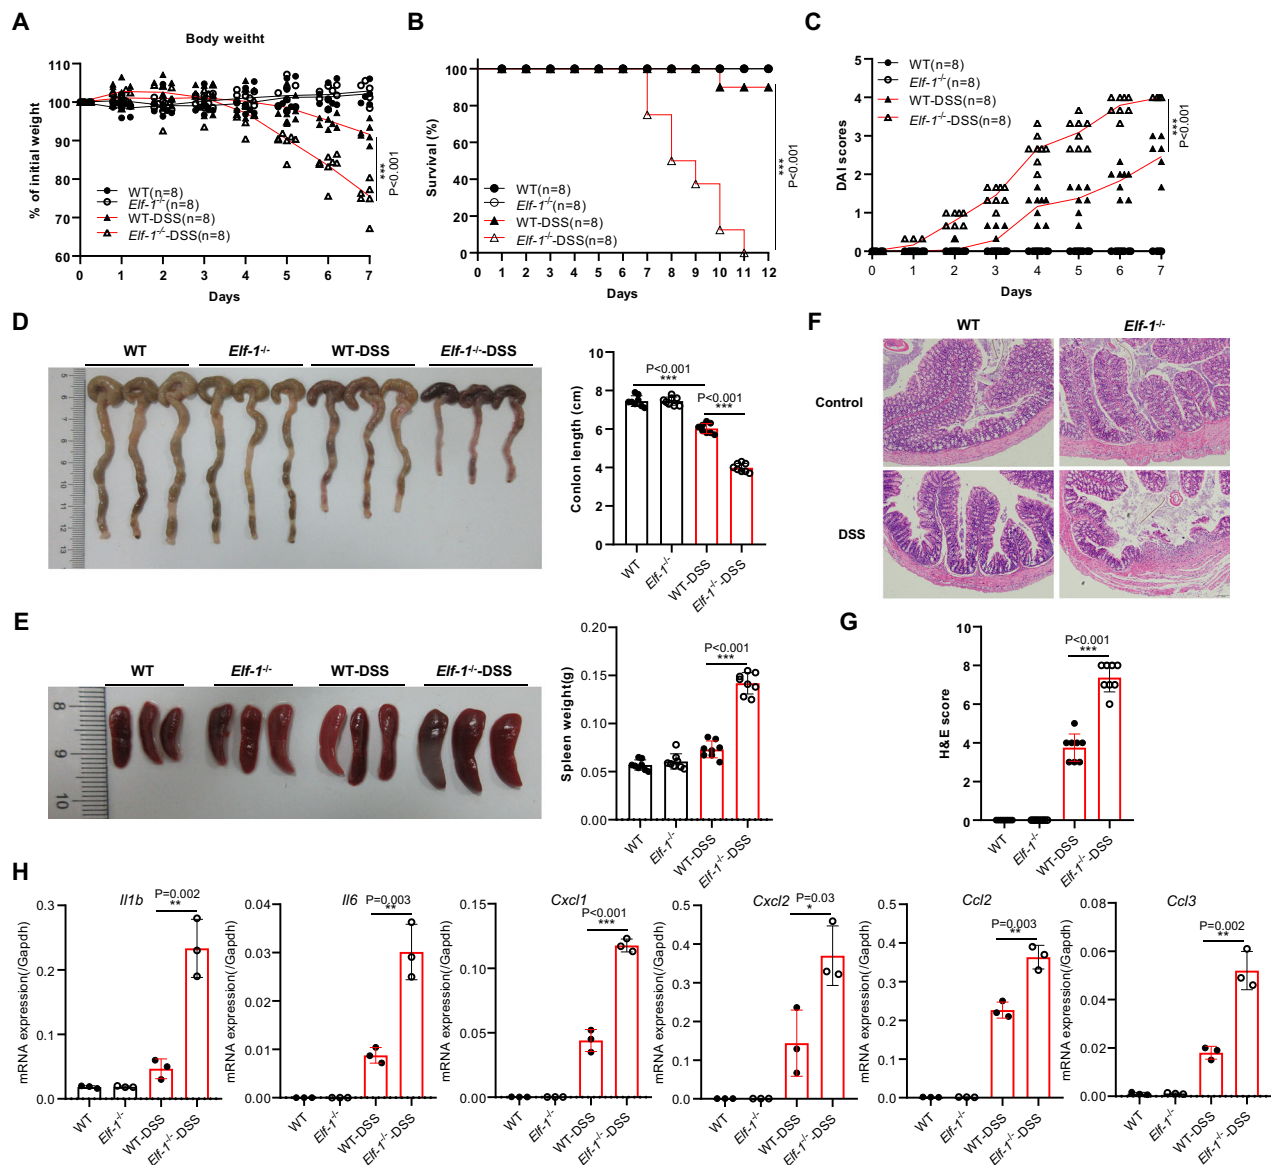 A
Body weitht
% of initial weight
110
100
90
80
70
60
0 1 2 3 4 5 6 7
Days
WT(n=8)
Elf-1-/-(n=8)
WT-DSS(n=8)
Elf-1-/--DSS(n=8)
***
P<0.001
B
Survival (%)
100
80
60
40
20
0
0 1 2 3 4 5 6 7 8 9 10 11 12
Days
WT(n=8)
Elf-1-/-(n=8)
WT-DSS(n=8)
Elf-1-/--DSS(n=8)
***
P<0.001
C
DAI scores
5
4
3
2
1
0
0 1 2 3 4 5 6 7
Days
WT(n=8)
Elf-1-/-(n=8)
WT-DSS(n=8)
Elf-1-/--DSS(n=8)
***
P<0.001
D
WT Elf-1-/- WT-DSS Elf-1-/--DSS
5
6
7
8
9
10
11
12
13
Conlon length (cm)
10
8
6
4
2
0
P<0.001
***
P<0.001
***
WT Elf-1-/- WT-DSS Elf-1-/--DSS
E
WT Elf-1-/- WT-DSS Elf-1-/--DSS
8
9
10
Spleen weight(g)
0.20
0.15
0.10
0.05
0.00
P<0.001
***
WT Elf-1-/- WT-DSS Elf-1-/--DSS
F
WT Elf-1-/-
Control
DSS
G
H&E score
10
8
6
4
2
0
P<0.001
***
WT Elf-1-/- WT-DSS Elf-1-/--DSS
H
Il1b
mRNA expression(/Gapdh)
0.3
0.2
0.1
0.0
P=0.002
**
WT Elf-1-/- WT-DSS Elf-1-/--DSS
Il6
mRNA expression(/Gapdh)
0.04
0.03
0.02
0.01
0.00
P=0.003
**
WT Elf-1-/- WT-DSS Elf-1-/--DSS
Cxcl1
mRNA expression(/Gapdh)
0.15
0.10
0.05
0.00
P<0.001
***
WT Elf-1-/- WT-DSS Elf-1-/--DSS
Cxcl2
mRNA expression(/Gapdh)
0.5
0.4
0.3
0.2
0.1
0.0
P=0.03
*
WT Elf-1-/- WT-DSS Elf-1-/--DSS
Ccl2
mRNA expression(/Gapdh)
0.5
0.4
0.3
0.2
0.1
0.0
P=0.003
**
WT Elf-1-/- WT-DSS Elf-1-/--DSS
Ccl3
mRNA expression(/Gapdh)
0.08
0.06
0.04
0.02
0.00
P=0.002
**
WT Elf-1-/- WT-DSS Elf-1-/--DSS